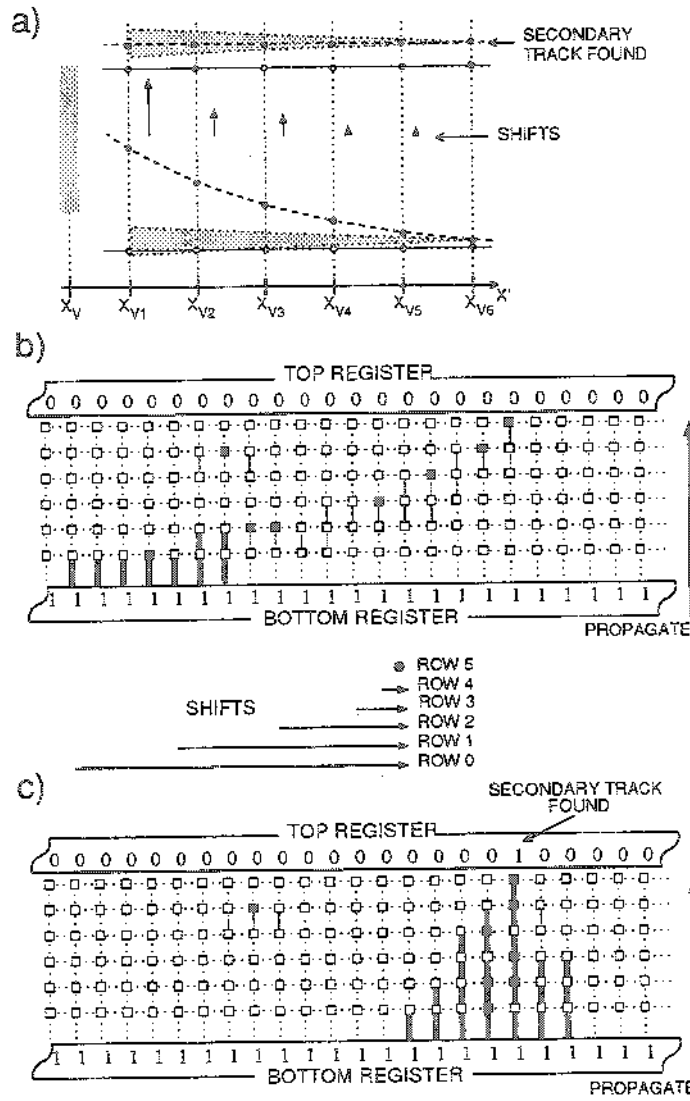 a)
SECONDARY
TRACK FOUND
SHIFTS
X_V X_V1 X_V2 X_V3 X_V4 X_V5 X_V6 X'
b)
TOP REGISTER
0 0 0 0 0 0 0 0 0 0 0 0 0 0 0 0 0 0 0 0 0 0 0 0
1 1 1 1 1 1 1 1 1 1 1 1 1 1 1 1 1 1 1 1 1 1 1 1
BOTTOM REGISTER
PROPAGATE
SHIFTS
ROW 5
ROW 4
ROW 3
ROW 2
ROW 1
ROW 0
c)
SECONDARY TRACK
FOUND
TOP REGISTER
0 0 0 0 0 0 0 0 0 0 0 0 0 0 0 0 0 0 1 0 0 0 0 0
1 1 1 1 1 1 1 1 1 1 1 1 1 1 1 1 1 1 1 1 1 1 1 1
BOTTOM REGISTER
PROPAGATE